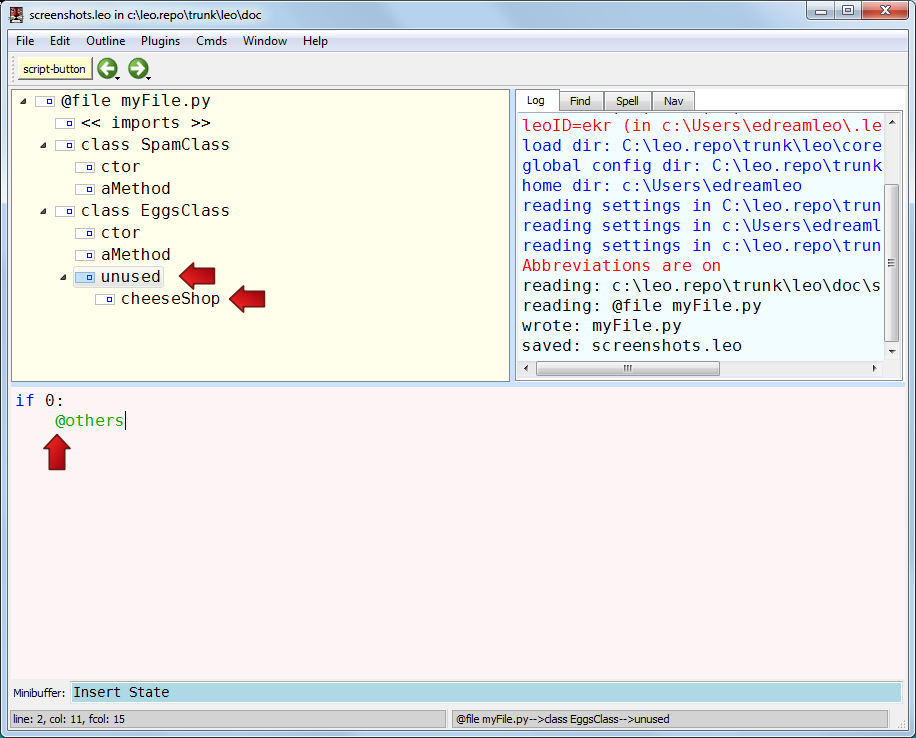 screenshots.leo in c:\leo.repo\trunk\leo\doc
File Edit Outline Plugins Cmds Window Help
script-button
@file myFile.py
<< imports >>
class SpamClass
ctor
aMethod
class EggsClass
ctor
aMethod
unused
cheeseShop
Log Find Spell Nav
leoID=ekr (in c:\Users\edreamleo\.le
load dir: C:\leo.repo\trunk\leo\core
global config dir: C:\leo.repo\trunk
home dir: c:\Users\edreamleo
reading settings in C:\leo.repo\trun
reading settings in c:\Users\edreaml
reading settings in c:\leo.repo\trun
Abbreviations are on
reading: c:\leo.repo\trunk\leo\doc\s
reading: @file myFile.py
wrote: myFile.py
saved: screenshots.leo
if 0:
    @others
Minibuffer: Insert State
line: 2, col: 11, fcol: 15
@file myFile.py-->class EggsClass-->unused